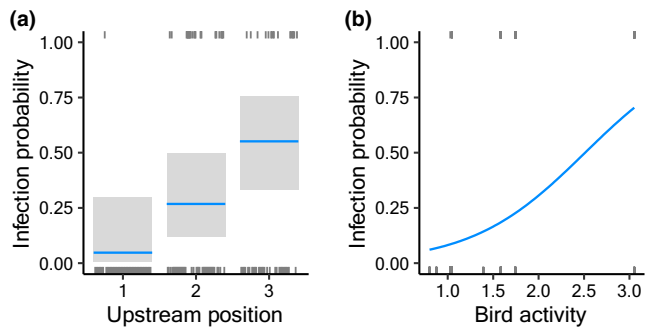 (a)
Infection probability
1.00
0.75
0.50
0.25
0.00
1 2 3
Upstream position
(b)
Infection probability
1.00
0.75
0.50
0.25
0.00
1.0 1.5 2.0 2.5 3.0
Bird activity